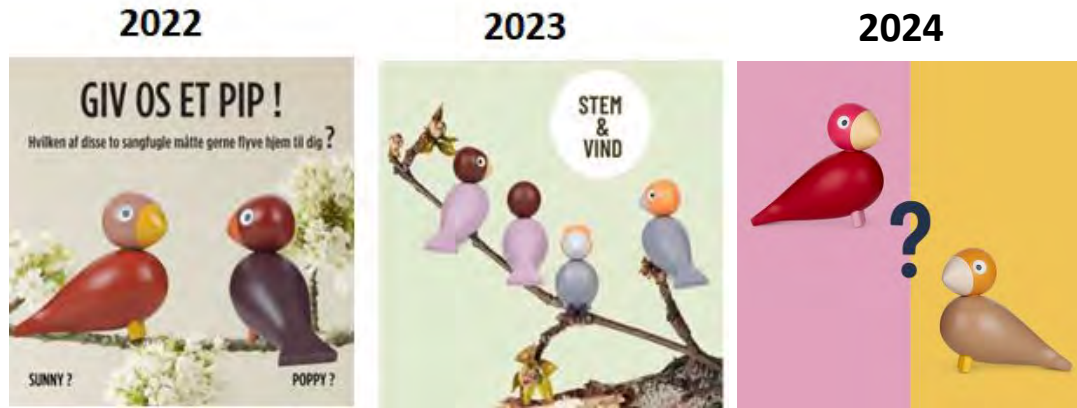 2022
2023
2024
GIV OS ET PIP !
Hvilken af disse to sangfugle måtte gerne flyve hjem til dig ?
SUNNY ?
POPPY ?
STEM
&
VIND
?